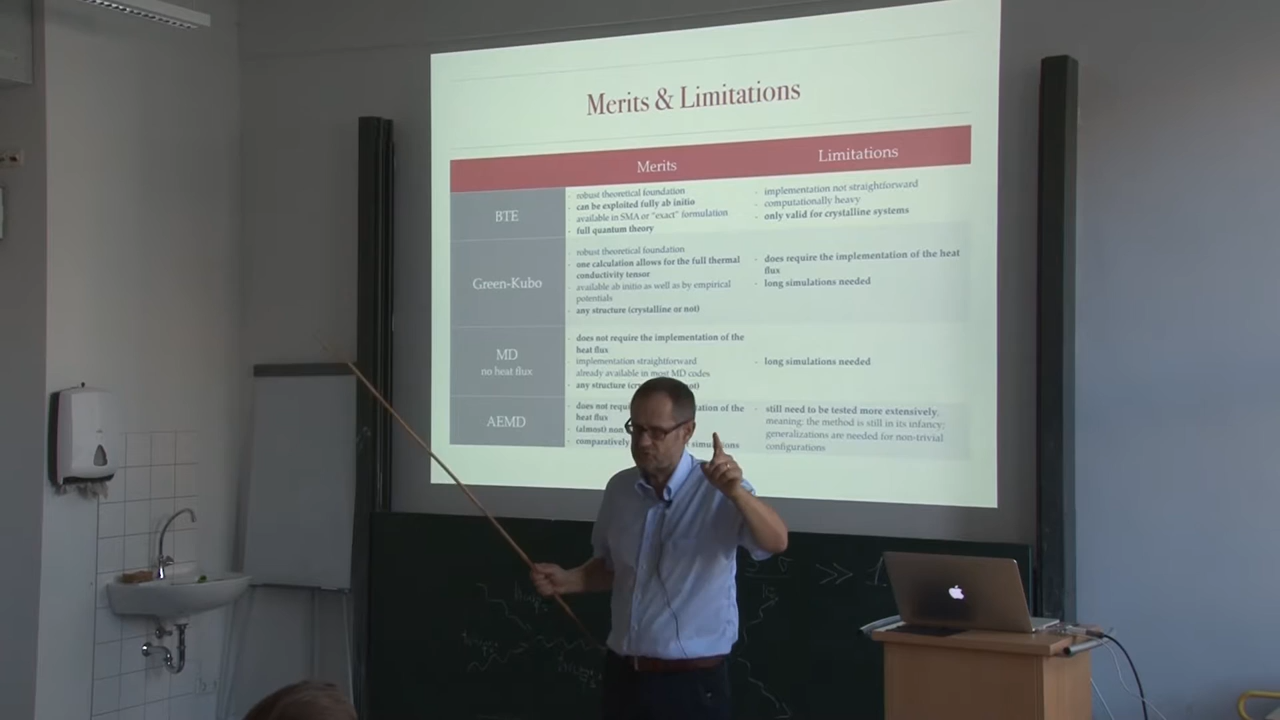 Merits & Limitations
Merits
Limitations
BTE
- robust theoretical foundation
- can be exploited fully ab initio
- available in SMA or "exact" formulation
- full quantum theory
- implementation not straightforward
- computationally heavy
- only valid for crystalline systems
Green-Kubo
- robust theoretical foundation
- one calculation allows for the full thermal
conductivity tensor
- available ab initio as well as by empirical
potentials
- any structure (crystalline or not)
- does require the implementation of the heat
flux
- long simulations needed
MD
no heat flux
- does not require the implementation of the
heat flux
- implementation straightforward
already available in most MD codes
- any structure not)
- long simulations needed
AEMD
- does not of the
heat flux
- (almost)
- comparatively
- still need to be tested more extensively,
meaning: the method is still in its infancy;
generalizations are needed for non-trivial
configurations
>>